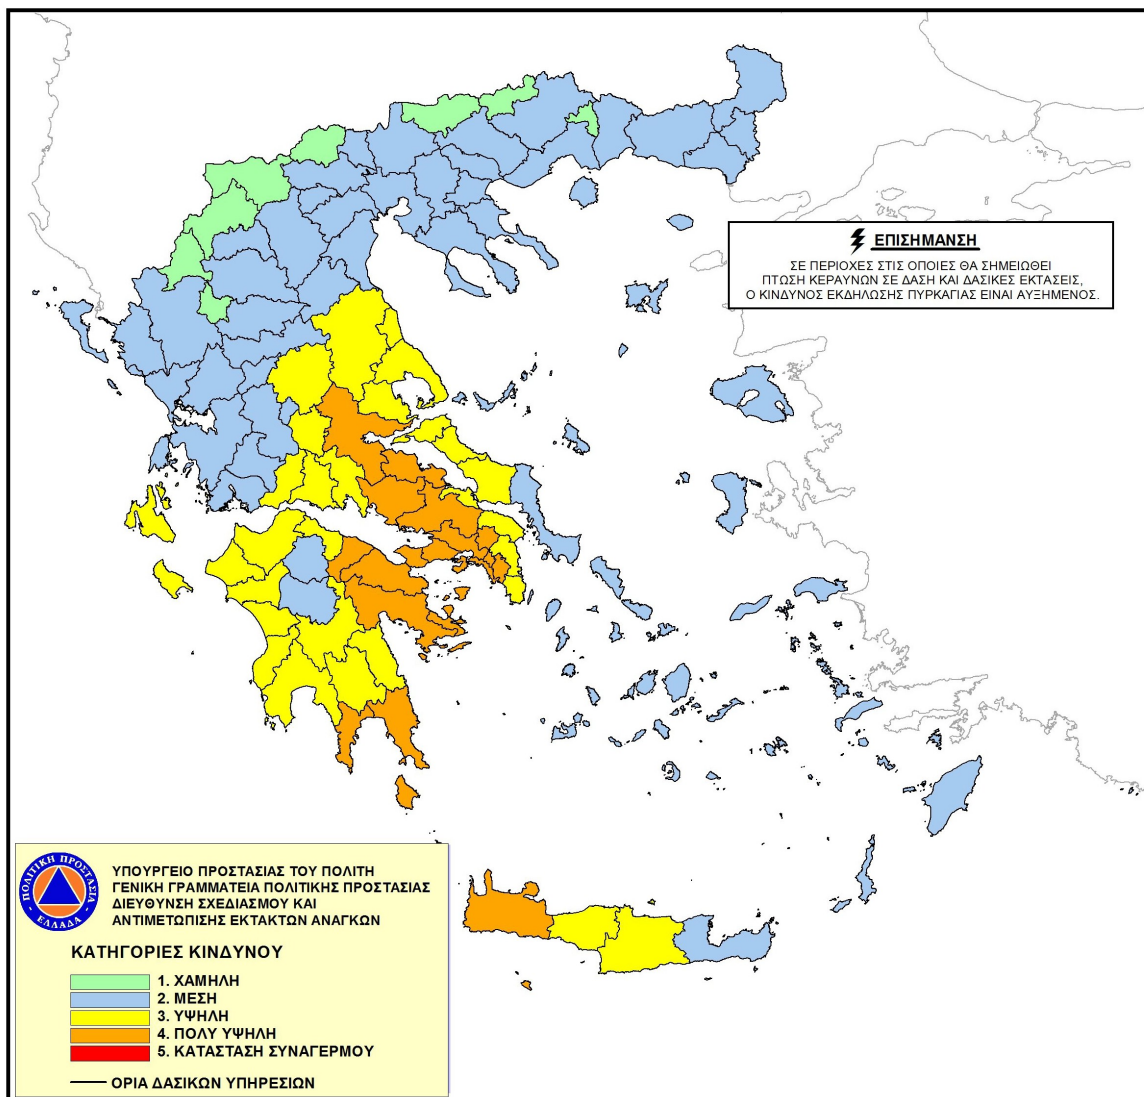 ΕΠΙΣΗΜΑΝΣΗ
ΣΕ ΠΕΡΙΟΧΕΣ ΣΤΙΣ ΟΠΟΙΕΣ ΘΑ ΣΗΜΕΙΩΘΕΙ
ΠΤΩΣΗ ΚΕΡΑΥΝΩΝ ΣΕ ΔΑΣΗ ΚΑΙ ΔΑΣΙΚΕΣ ΕΚΤΑΣΕΙΣ,
Ο ΚΙΝΔΥΝΟΣ ΕΚΔΗΛΩΣΗΣ ΠΥΡΚΑΓΙΑΣ ΕΙΝΑΙ ΑΥΞΗΜΕΝΟΣ.
ΠΟΛΙΤΙΚΗ ΠΡΟΣΤΑΣΙΑ
- ΕΛΛΑΔΑ -
ΥΠΟΥΡΓΕΙΟ ΠΡΟΣΤΑΣΙΑΣ ΤΟΥ ΠΟΛΙΤΗ
ΓΕΝΙΚΗ ΓΡΑΜΜΑΤΕΙΑ ΠΟΛΙΤΙΚΗΣ ΠΡΟΣΤΑΣΙΑΣ
ΔΙΕΥΘΥΝΣΗ ΣΧΕΔΙΑΣΜΟΥ ΚΑΙ
ΑΝΤΙΜΕΤΩΠΙΣΗΣ ΕΚΤΑΚΤΩΝ ΑΝΑΓΚΩΝ
ΚΑΤΗΓΟΡΙΕΣ ΚΙΝΔΥΝΟΥ
1. ΧΑΜΗΛΗ
2. ΜΕΣΗ
3. ΥΨΗΛΗ
4. ΠΟΛΥ ΥΨΗΛΗ
5. ΚΑΤΑΣΤΑΣΗ ΣΥΝΑΓΕΡΜΟΥ
ΟΡΙΑ ΔΑΣΙΚΩΝ ΥΠΗΡΕΣΙΩΝ